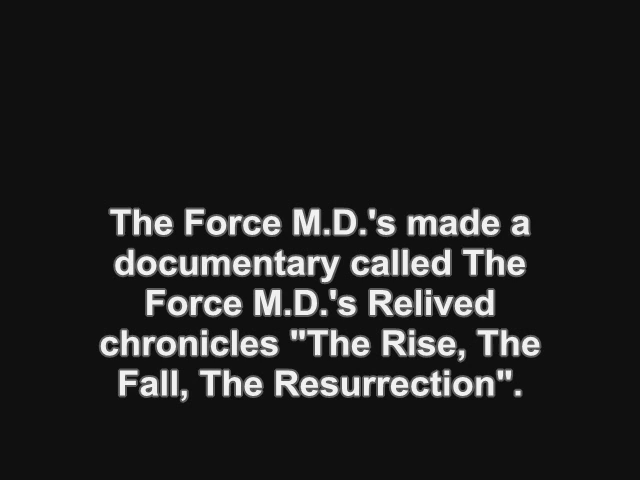 The Force M.D.'s made a
documentary called The
Force M.D.'s Relived
chronicles "The Rise, The
Fall, The Resurrection".